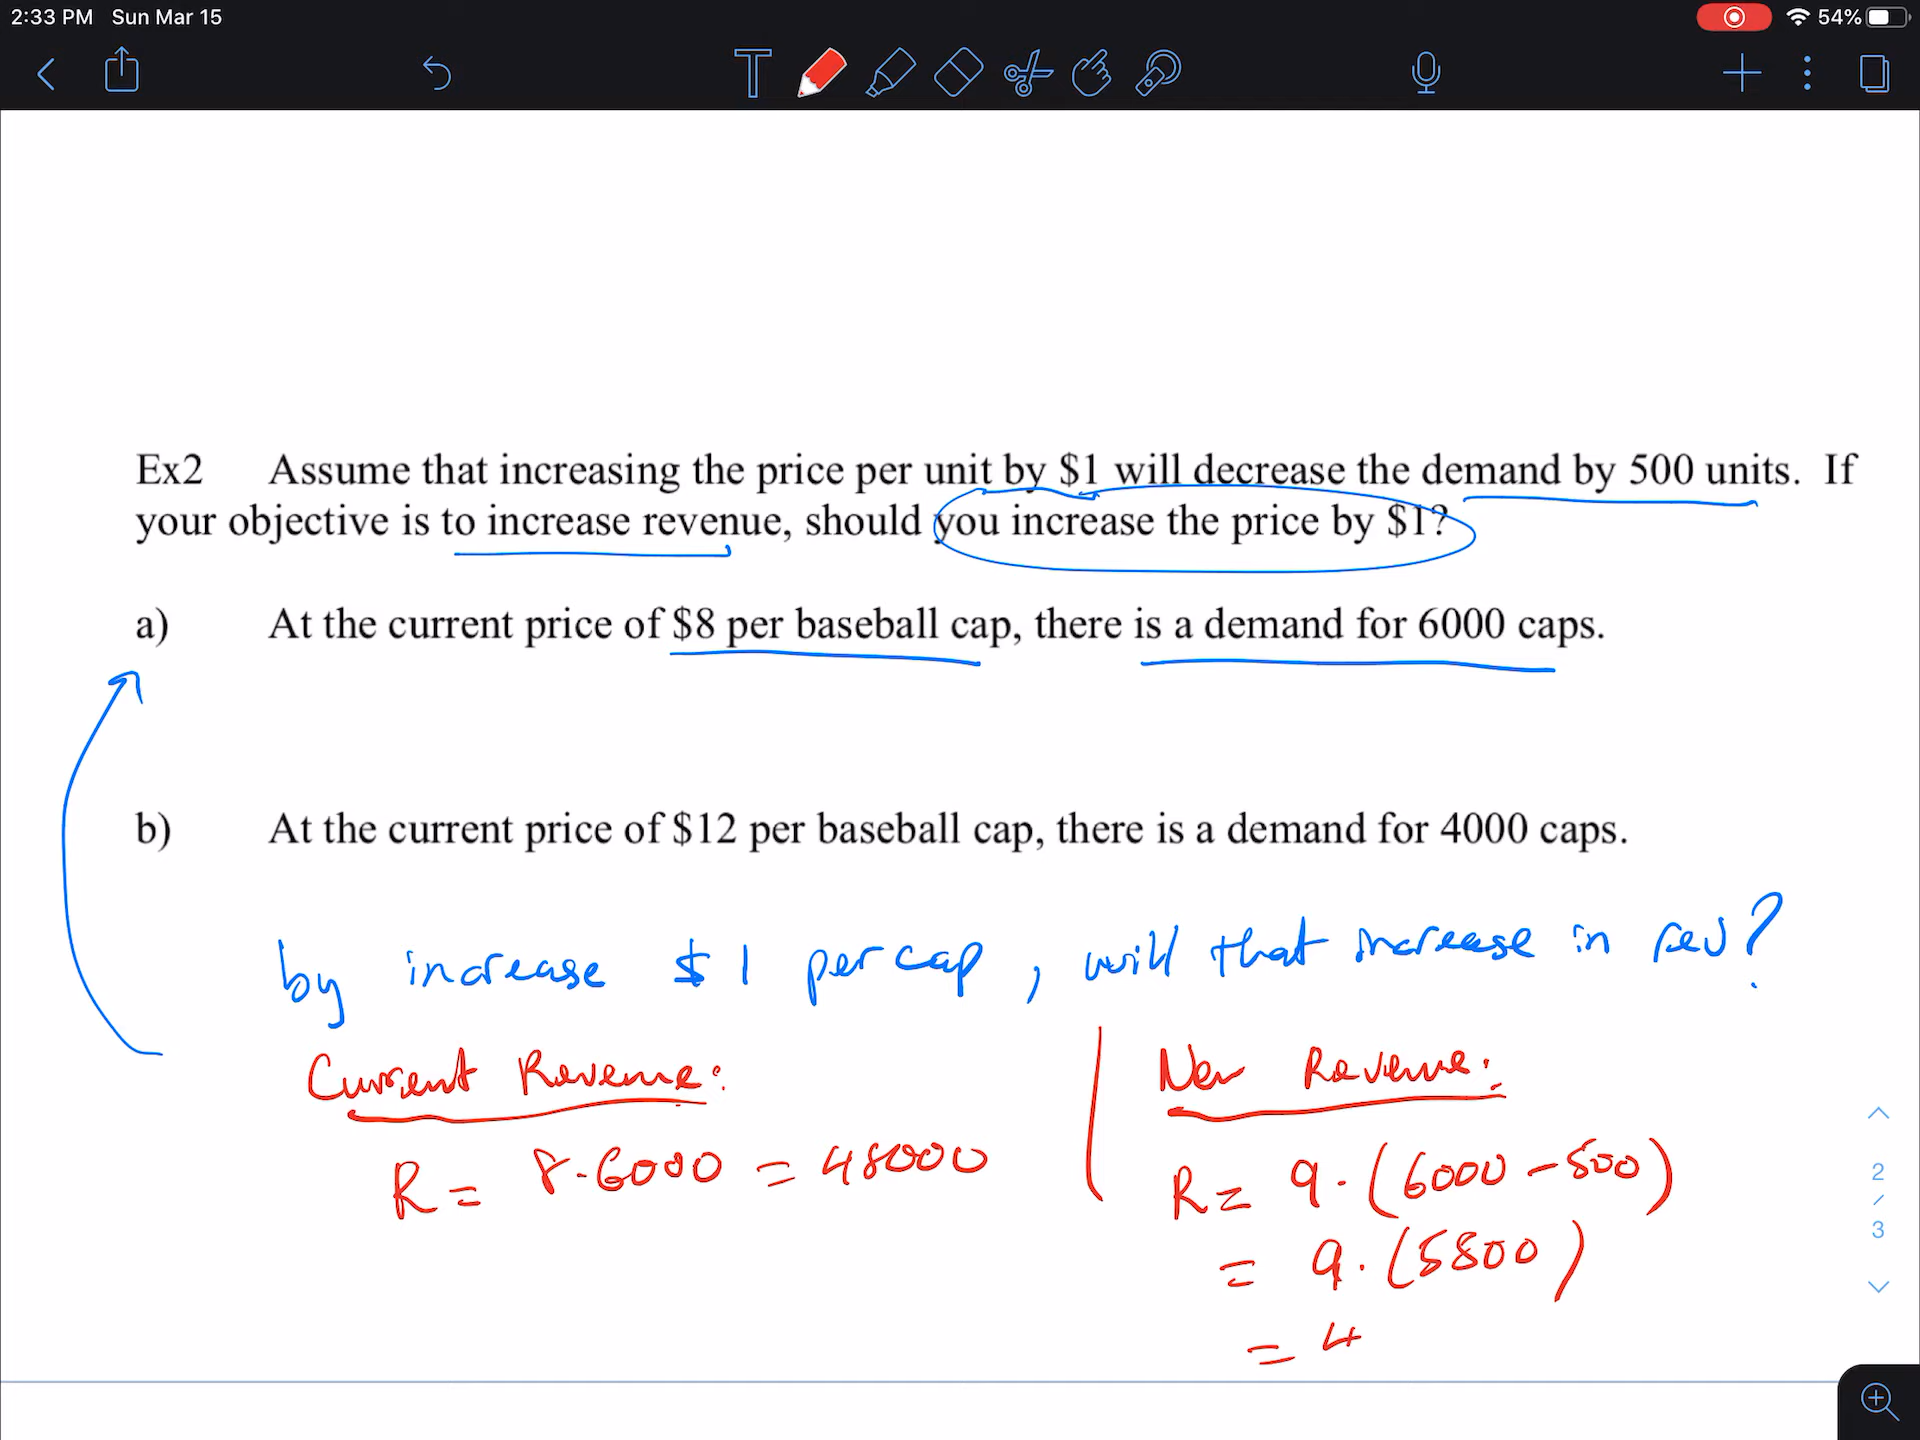 2:33 PM Sun Mar 15
54%
T
Ex2 Assume that increasing the price per unit by $1 will decrease the demand by 500 units. If
your objective is to increase revenue, should you increase the price by $1?
a) At the current price of $8 per baseball cap, there is a demand for 6000 caps.
b) At the current price of $12 per baseball cap, there is a demand for 4000 caps.
by increase $1 per cap, will that increase in rev?
Current Revenue: New Revenue:
R = 8·6000 = 48000 R = 9·(6000-500)
= 9·(5800)
= 4
2
/
3